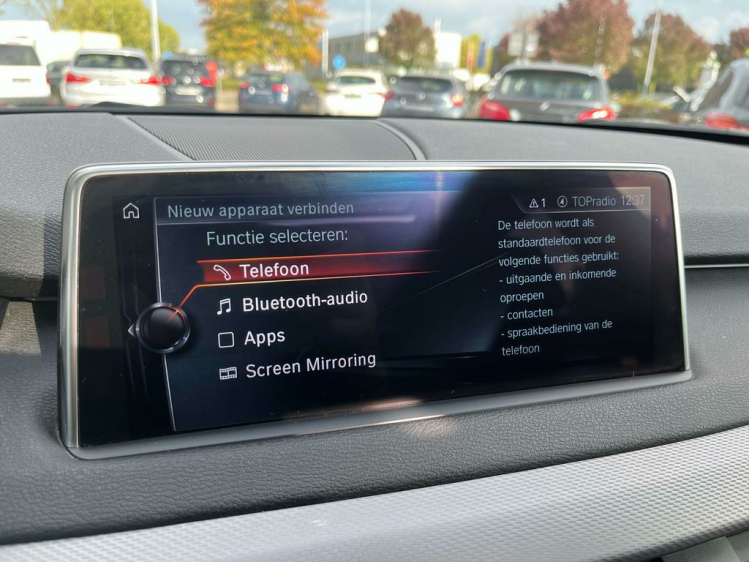 Nieuw apparaat verbinden
1 4 TOPradio 12:37
Functie selecteren:
Telefoon
Bluetooth-audio
Apps
Screen Mirroring
De telefoon wordt als
standaardtelefoon voor de
volgende functies gebruikt:
- uitgaande en inkomende
oproepen
- contacten
- spraakbediening van de
telefoon